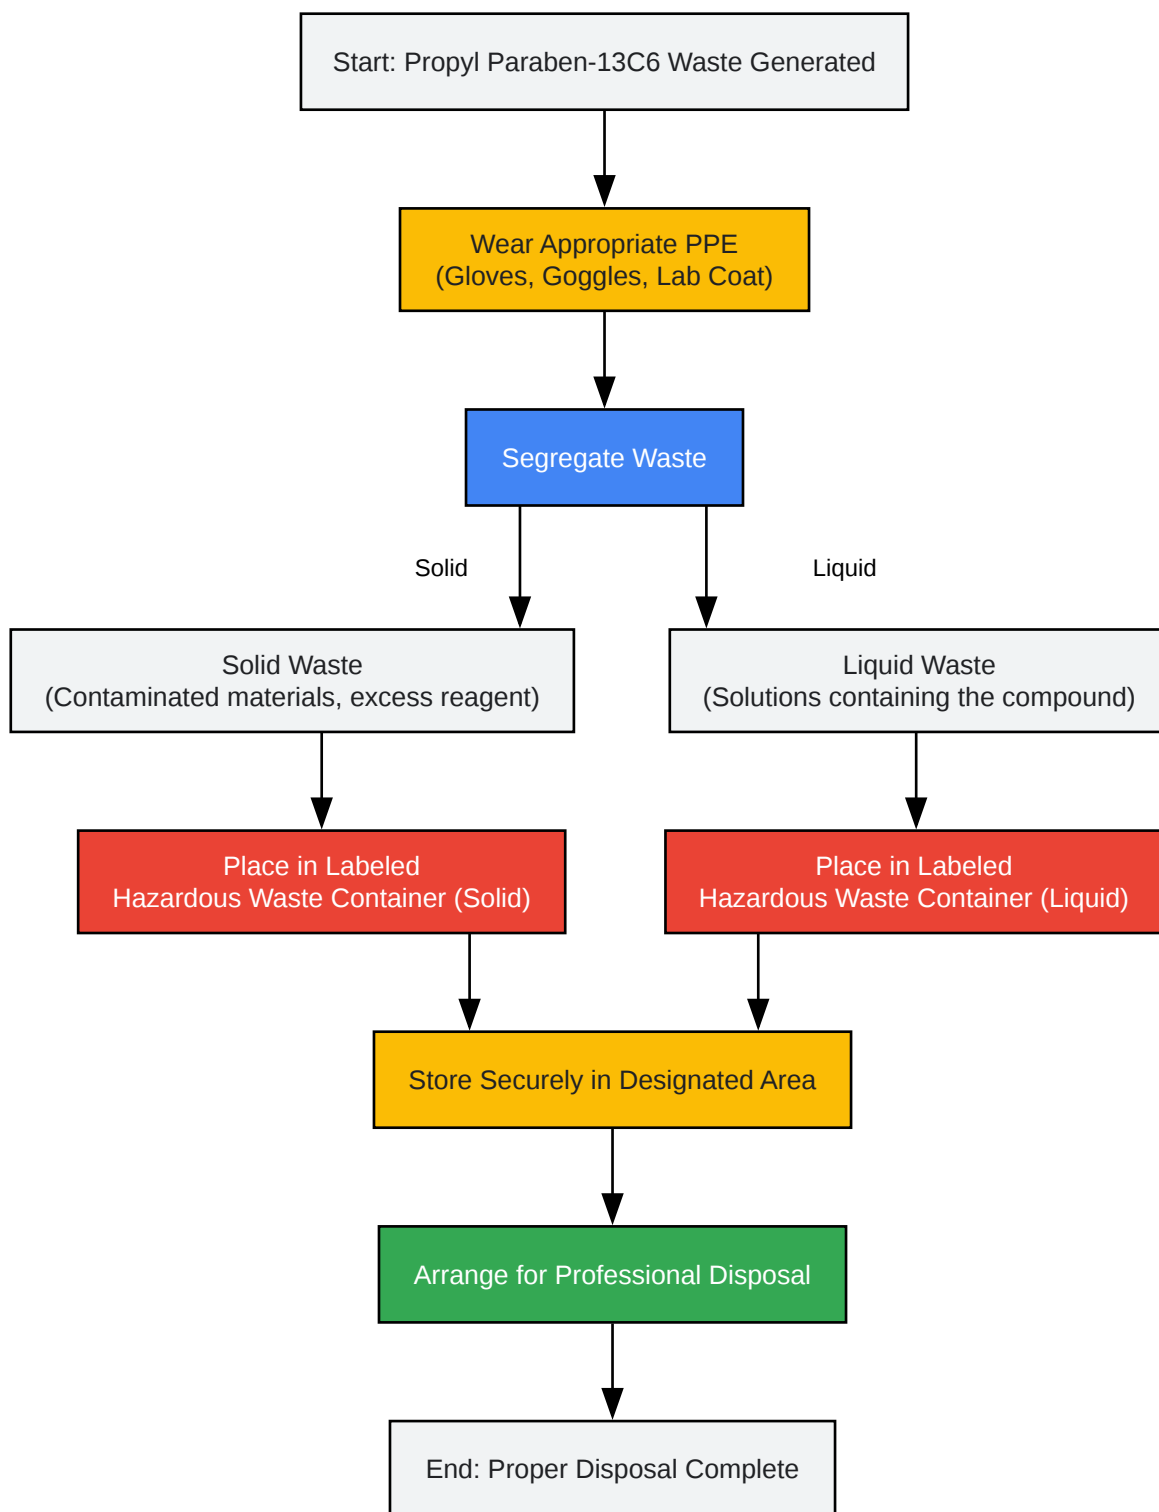 Start: Propyl Paraben-13C6 Waste Generated
Wear Appropriate PPE
(Gloves, Goggles, Lab Coat)
Segregate Waste
Solid
Liquid
Solid Waste
(Contaminated materials, excess reagent)
Liquid Waste
(Solutions containing the compound)
Place in Labeled
Hazardous Waste Container (Solid)
Place in Labeled
Hazardous Waste Container (Liquid)
Store Securely in Designated Area
Arrange for Professional Disposal
End: Proper Disposal Complete